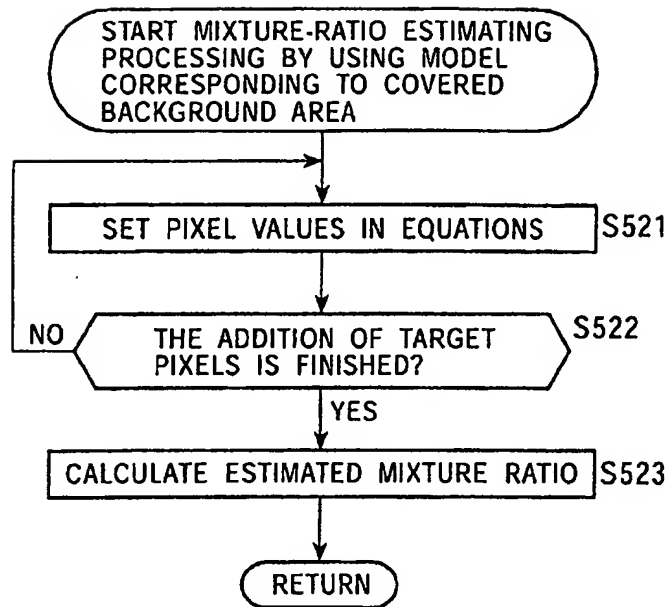 START MIXTURE-RATIO ESTIMATING
PROCESSING BY USING MODEL
CORRESPONDING TO COVERED
BACKGROUND AREA
SET PIXEL VALUES IN EQUATIONS
S521
THE ADDITION OF TARGET
PIXELS IS FINISHED?
S522
NO
YES
CALCULATE ESTIMATED MIXTURE RATIO
S523
RETURN